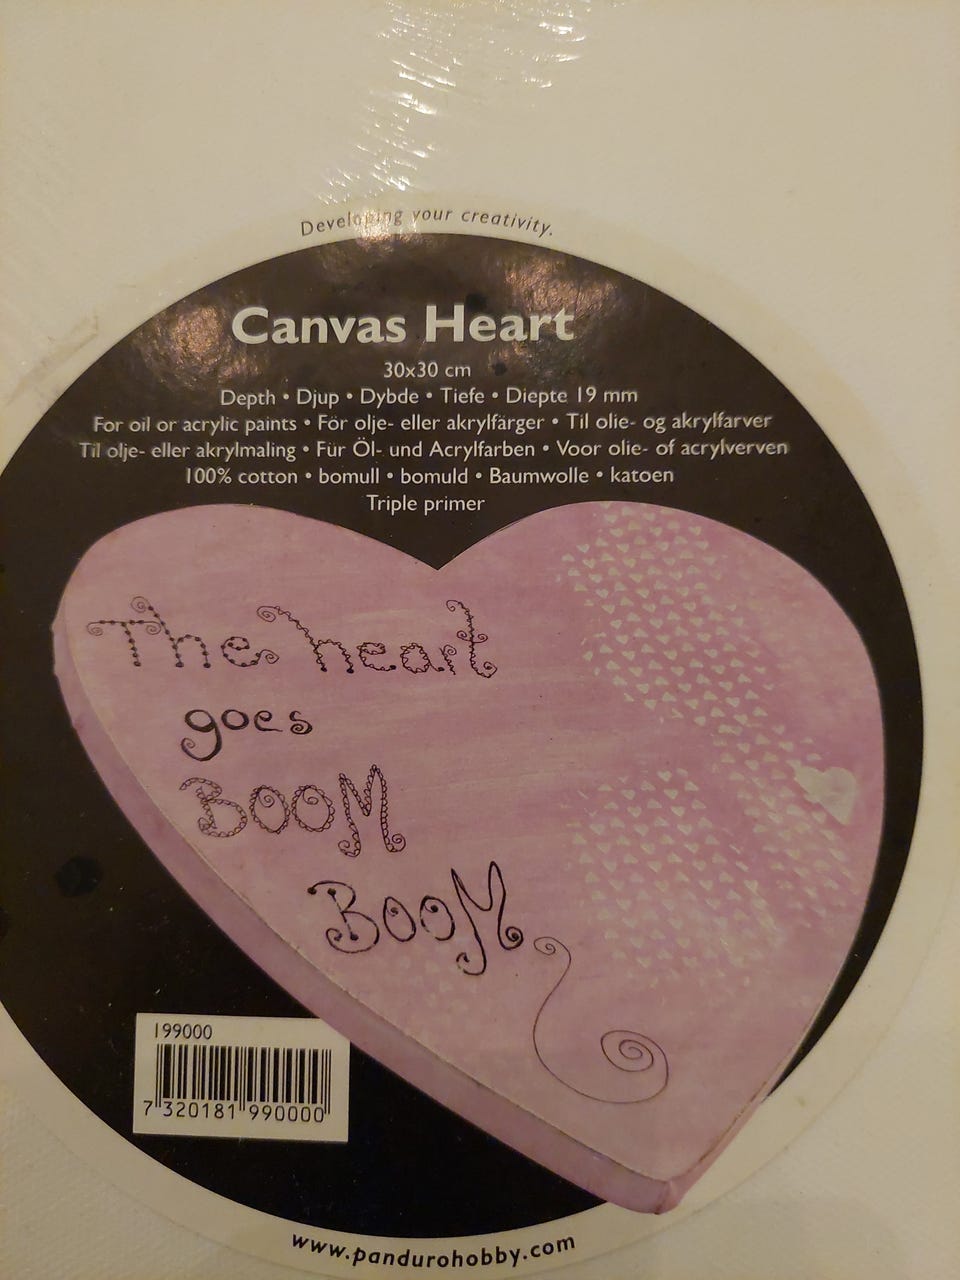 Developing your creativity.
Canvas Heart
30x30 cm
Depth • Djup • Dybde • Tiefe • Diepte 19 mm
For oil or acrylic paints • För olje- eller akrylfärger • Til olie- og akrylfarver
Til olje- eller akrylmaling • Für Öl- und Acrylfarben • Voor olie- of acrylverven
100% cotton • bomull • bomuld • Baumwolle • katoen
Triple primer
The heart
goes
BOOM
BOOM
199000
7 320181 990000
www.pandurohobby.com